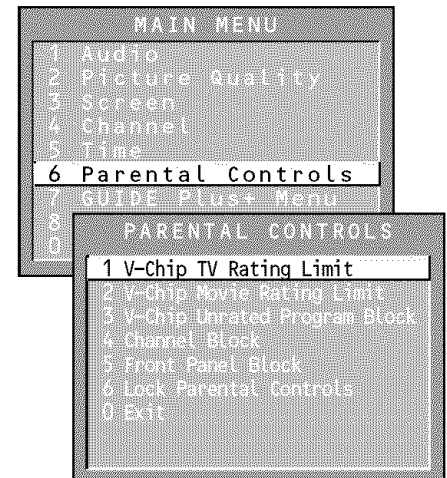 MAIN MENU
1 Audio
2 Picture Quality
3 Screen
4 Channel
5 Time
6 Parental Controls
7 GUIDE Plus+ Menu
8
0
PARENTAL CONTROLS
1 V-Chip TV Rating Limit
2 V-Chip Movie Rating Limit
3 V-Chip Unrated Program Block
4 Channel Block
5 Front Panel Block
6 Lock Parental Controls
0 Exit